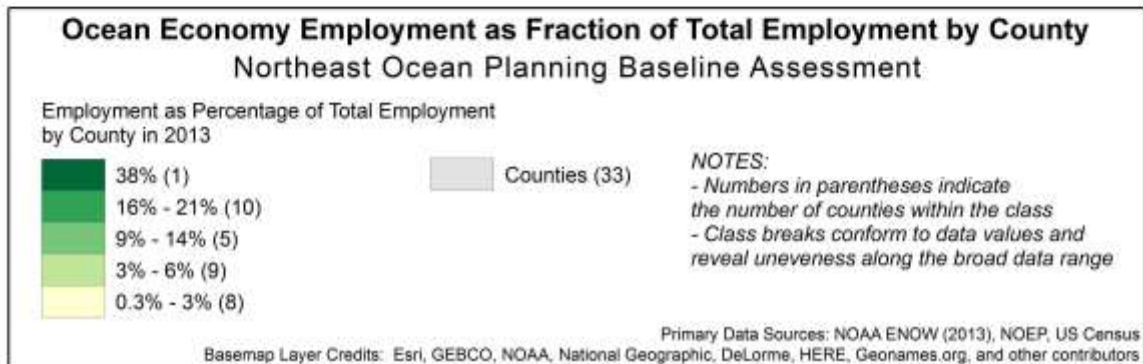 Ocean Economy Employment as Fraction of Total Employment by County
Northeast Ocean Planning Baseline Assessment
Employment as Percentage of Total Employment
by County in 2013
38% (1)
16% - 21% (10)
9% - 14% (5)
3% - 6% (9)
0.3% - 3% (8)
Counties (33)
NOTES:
- Numbers in parentheses indicate
the number of counties within the class
- Class breaks conform to data values and
reveal uneveness along the broad data range
Primary Data Sources: NOAA ENOW (2013), NOEP, US Census
Basemap Layer Credits: Esri, GEBCO, NOAA, National Geographic, DeLorme, HERE, Geonames.org, and other contributor